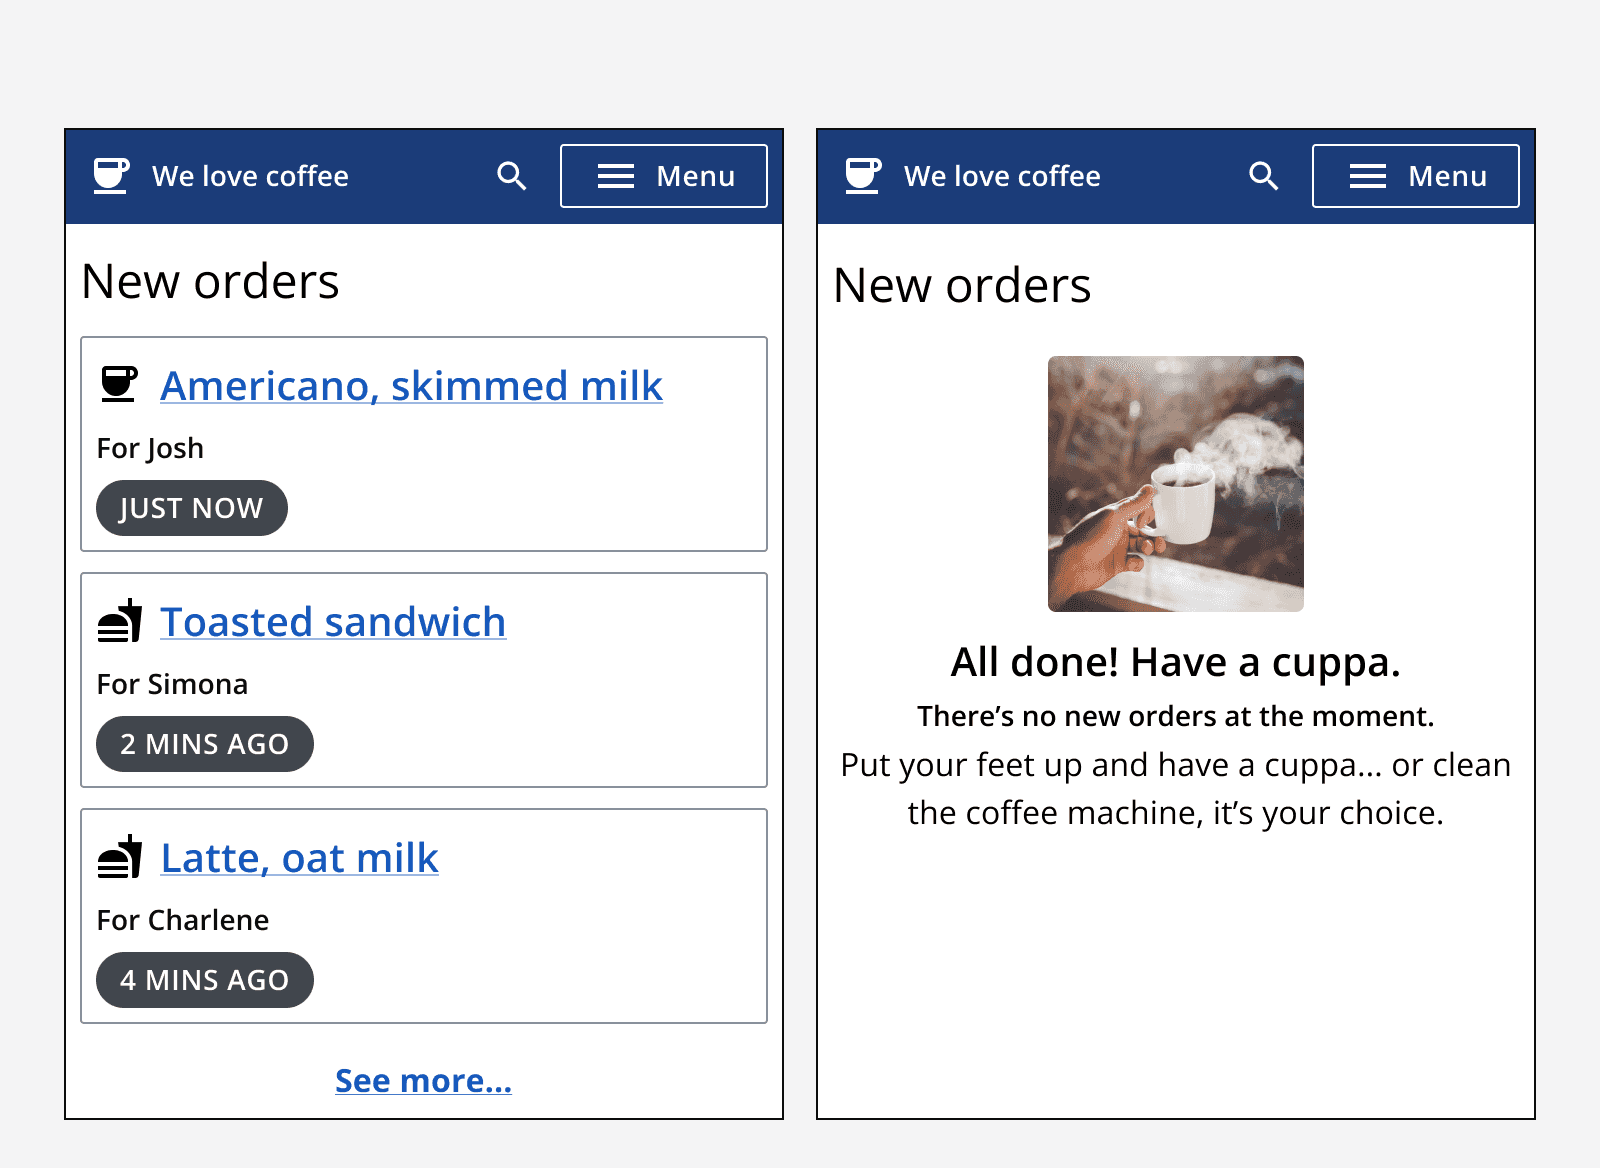 We love coffee
Menu
New orders
Americano, skimmed milk
For Josh
JUST NOW
Toasted sandwich
For Simona
2 MINS AGO
Latte, oat milk
For Charlene
4 MINS AGO
See more...
We love coffee
Menu
New orders
All done! Have a cuppa.
There’s no new orders at the moment.
Put your feet up and have a cuppa... or clean
the coffee machine, it’s your choice.